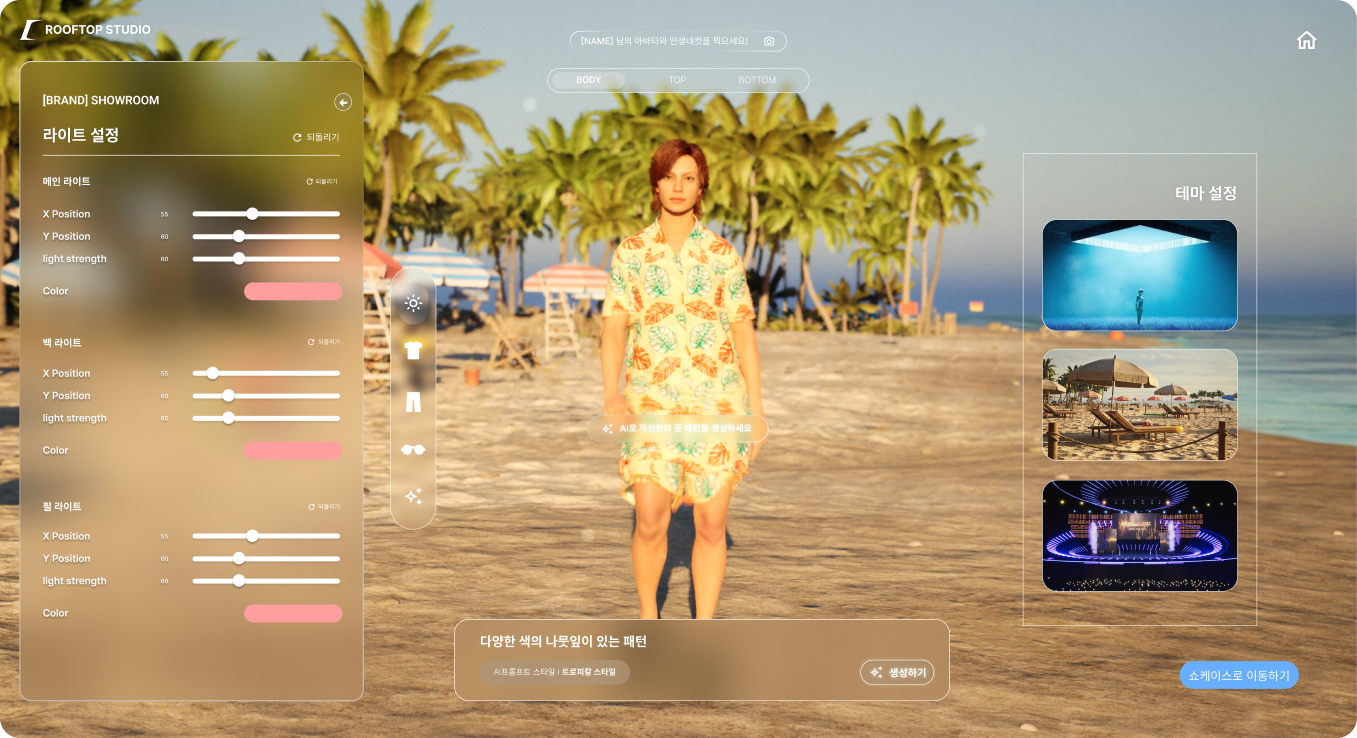 ROOFTOP STUDIO
[NAME] 님의 아바타와 인생네컷을 찍으세요!
BODY TOP BOTTOM
[BRAND] SHOWROOM
라이트 설정 되돌리기
메인 라이트 되돌리기
X Position 55
Y Position 60
light strength 60
Color
백 라이트 되돌리기
X Position 55
Y Position 60
light strength 60
Color
필 라이트 되돌리기
X Position 55
Y Position 60
light strength 60
Color
AI로 자신만의 옷 패턴을 생성하세요
다양한 색의 나뭇잎이 있는 패턴
AI프롬프트 스타일 | 트로피칼 스타일
생성하기
테마 설정
쇼케이스로 이동하기